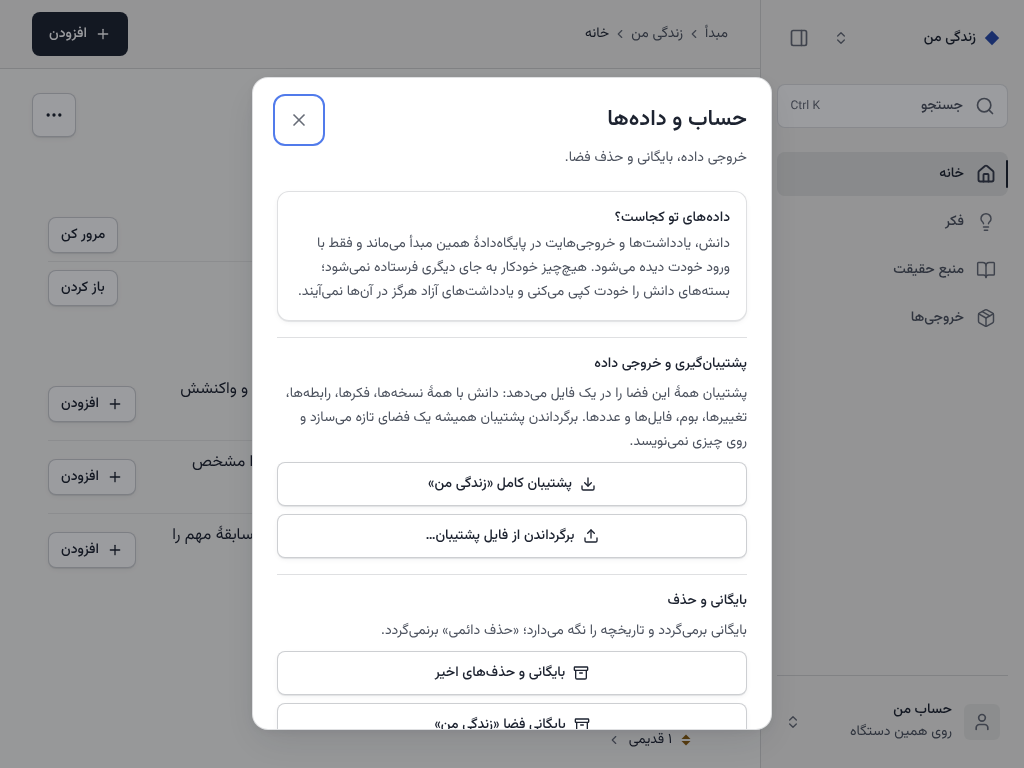 زندگی من
جستجو
Ctrl K
خانه
فکر
منبع حقیقت
خروجی‌ها
حساب من
روی همین دستگاه
مبدأ
زندگی من
خانه
افزودن
مرور کن
باز کردن
و واکنشش
افزودن
ا مشخص
افزودن
سابقهٔ مهم را
افزودن
۱ قدیمی
حساب و داده‌ها
خروجی داده، بایگانی و حذف فضا.
داده‌های تو کجاست؟
دانش، یادداشت‌ها و خروجی‌هایت در پایگاه‌دادهٔ همین مبدأ می‌ماند و فقط با
ورود خودت دیده می‌شود. هیچ‌چیز خودکار به جای دیگری فرستاده نمی‌شود؛
بسته‌های دانش را خودت کپی می‌کنی و یادداشت‌های آزاد هرگز در آن‌ها نمی‌آیند.
پشتیبان‌گیری و خروجی داده
پشتیبان همهٔ این فضا را در یک فایل می‌دهد: دانش با همهٔ نسخه‌ها، فکرها، رابطه‌ها،
تغییرها، بوم، فایل‌ها و عددها. برگرداندن پشتیبان همیشه یک فضای تازه می‌سازد و
روی چیزی نمی‌نویسد.
پشتیبان کامل «زندگی من»
برگرداندن از فایل پشتیبان…
بایگانی و حذف
بایگانی برمی‌گردد و تاریخچه را نگه می‌دارد؛ «حذف دائمی» برنمی‌گردد.
بایگانی و حذف‌های اخیر
بایگانی فضا «زندگی من»